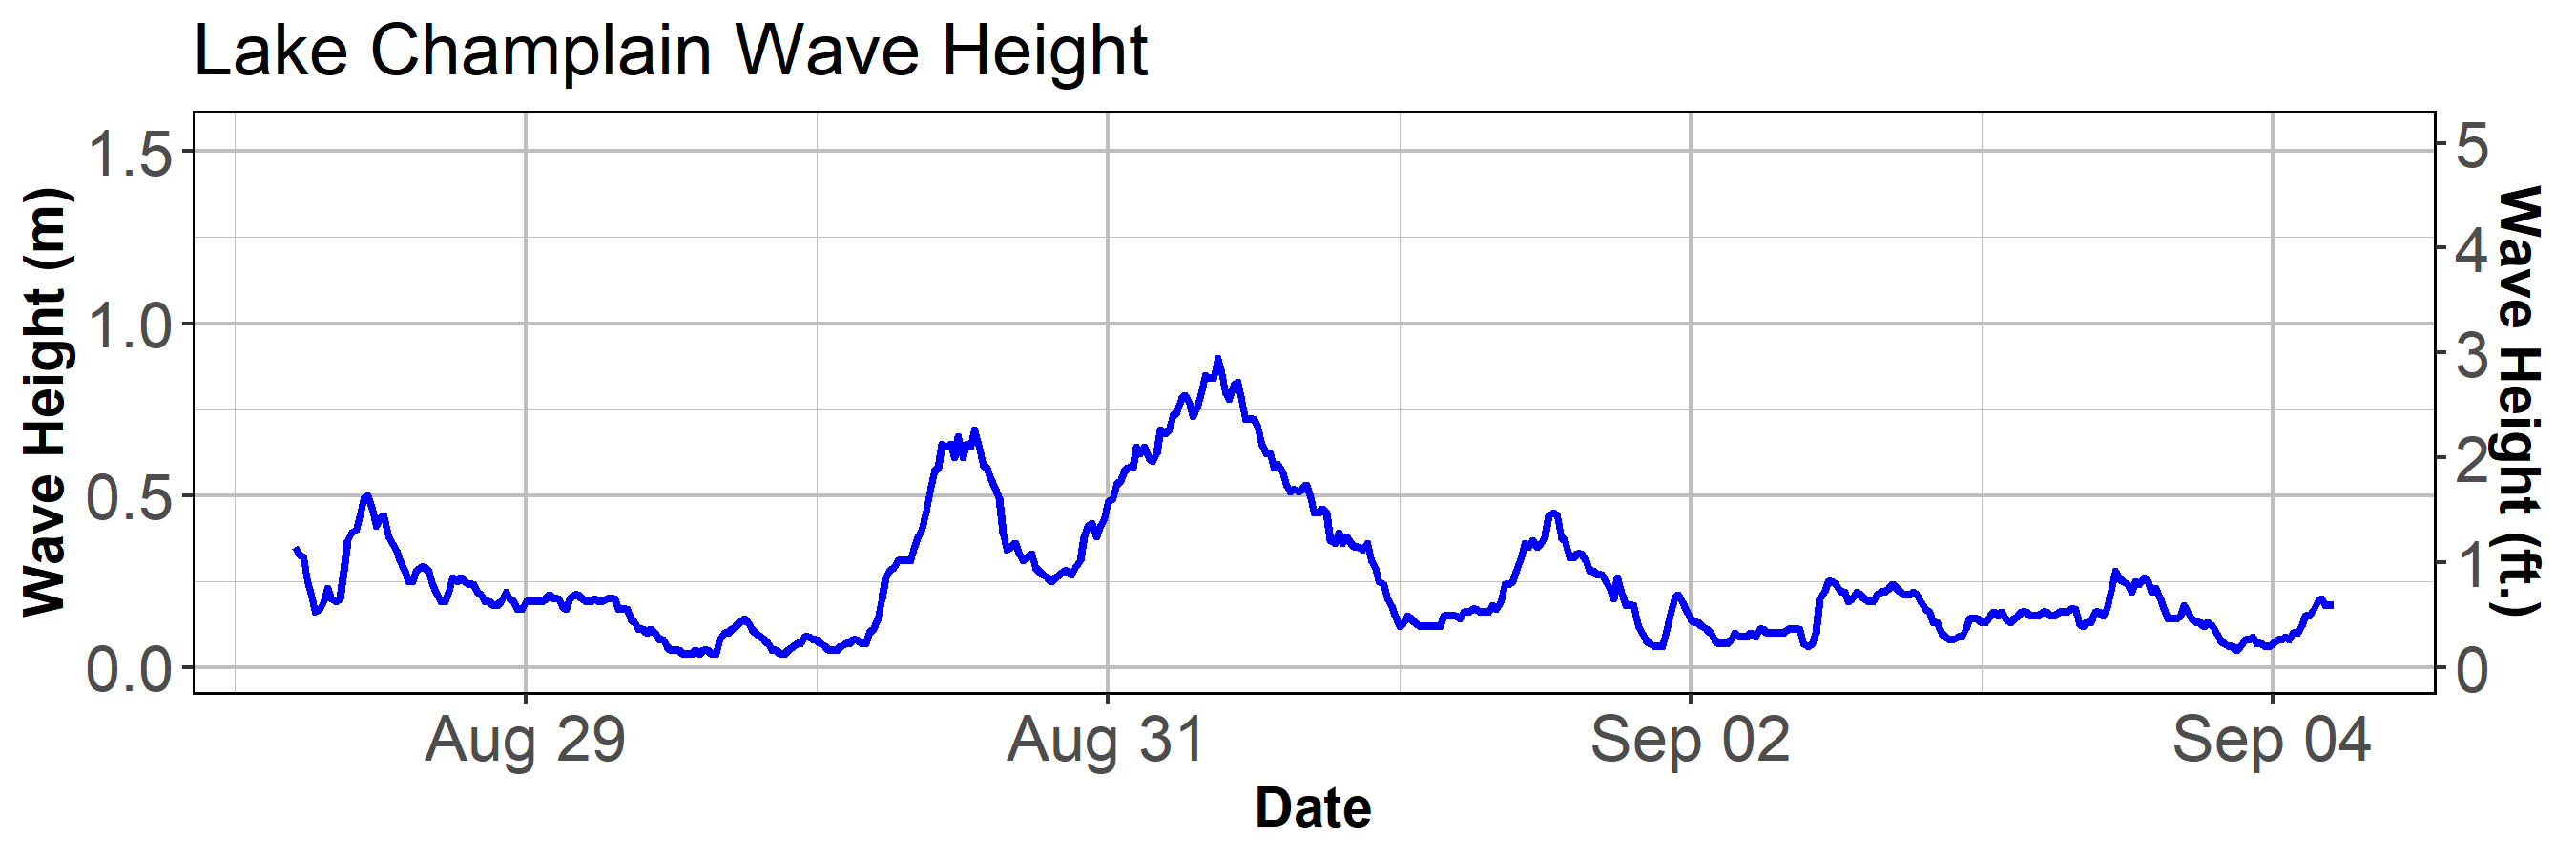 Lake Champlain Wave Height
Wave Height (m)
1.5
1.0
0.5
0.0
5
4
3
2
1
0
Wave Height (ft.)
Aug 29
Aug 31
Sep 02
Sep 04
Date